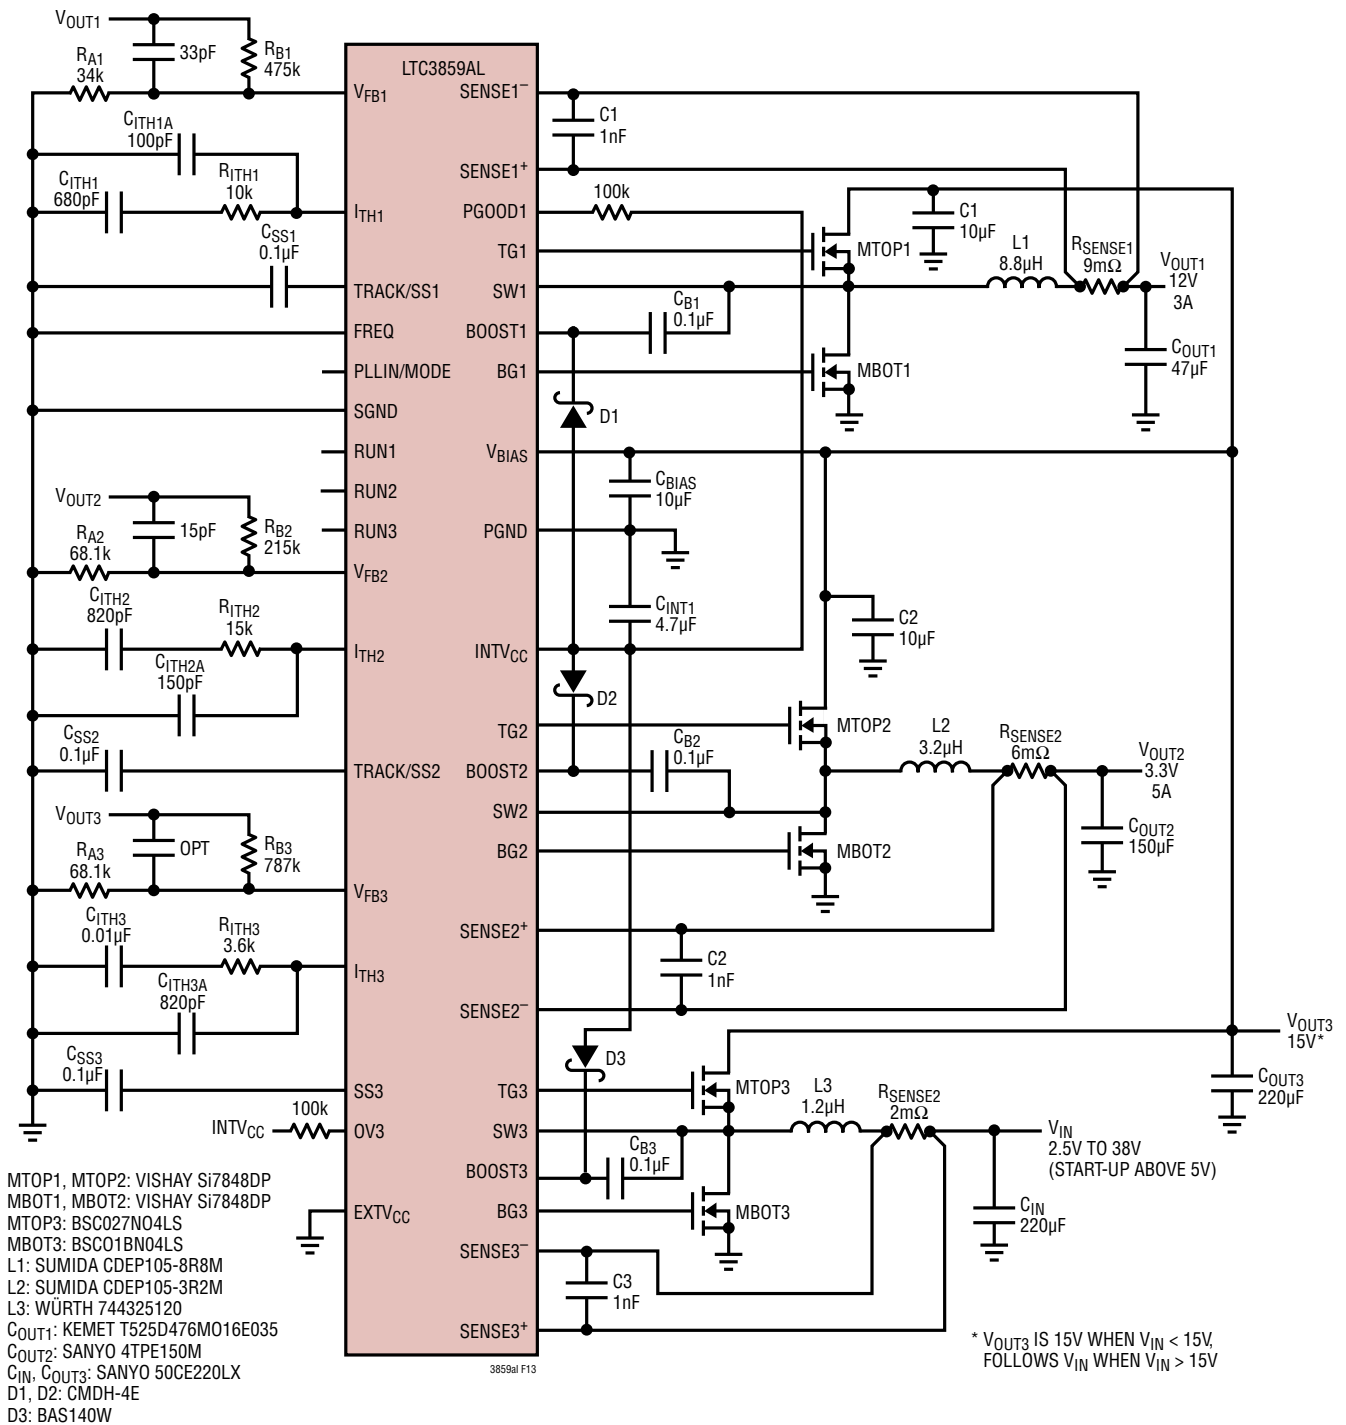 VOUT1
33pF
RB1
475k
RA1
34k
CITH1A
100pF
CITH1
680pF
RITH1
10k
CSS1
0.1µF
VOUT2
15pF
RB2
215k
RA2
68.1k
CITH2
820pF
RITH2
15k
CITH2A
150pF
CSS2
0.1µF
VOUT3
OPT
RB3
787k
RA3
68.1k
CITH3
0.01µF
RITH3
3.6k
CITH3A
820pF
CSS3
0.1µF
INTVCC
100k
LTC3859AL
VFB1
ITH1
TRACK/SS1
FREQ
PLLIN/MODE
SGND
RUN1
RUN2
RUN3
VFB2
ITH2
TRACK/SS2
VFB3
ITH3
SS3
OV3
EXTVCC
SENSE1–
SENSE1+
PGOOD1
TG1
SW1
BOOST1
BG1
VBIAS
PGND
INTVCC
TG2
BOOST2
SW2
BG2
SENSE2+
SENSE2–
TG3
SW3
BOOST3
BG3
SENSE3–
SENSE3+
C1
1nF
100k
C1
10µF
MTOP1
L1
8.8µH
RSENSE1
9mΩ
VOUT1
12V
3A
CB1
0.1µF
MBOT1
COUT1
47µF
D1
CBIAS
10µF
CINT1
4.7µF
C2
10µF
D2
MTOP2
L2
3.2µH
RSENSE2
6mΩ
VOUT2
3.3V
5A
CB2
0.1µF
MBOT2
COUT2
150µF
C2
1nF
VOUT3
15V*
D3
MTOP3
L3
1.2µH
RSENSE2
2mΩ
COUT3
220µF
VIN
2.5V TO 38V
(START-UP ABOVE 5V)
CB3
0.1µF
MBOT3
CIN
220µF
C3
1nF
MTOP1, MTOP2: VISHAY Si7848DP
MBOT1, MBOT2: VISHAY Si7848DP
MTOP3: BSC027NO4LS
MBOT3: BSCO1BN04LS
L1: SUMIDA CDEP105-8R8M
L2: SUMIDA CDEP105-3R2M
L3: WÜRTH 744325120
COUT1: KEMET T525D476MO16E035
COUT2: SANYO 4TPE150M
CIN, COUT3: SANYO 50CE220LX
D1, D2: CMDH-4E
D3: BAS140W
3859al F13
* VOUT3 IS 15V WHEN VIN < 15V,
FOLLOWS VIN WHEN VIN > 15V